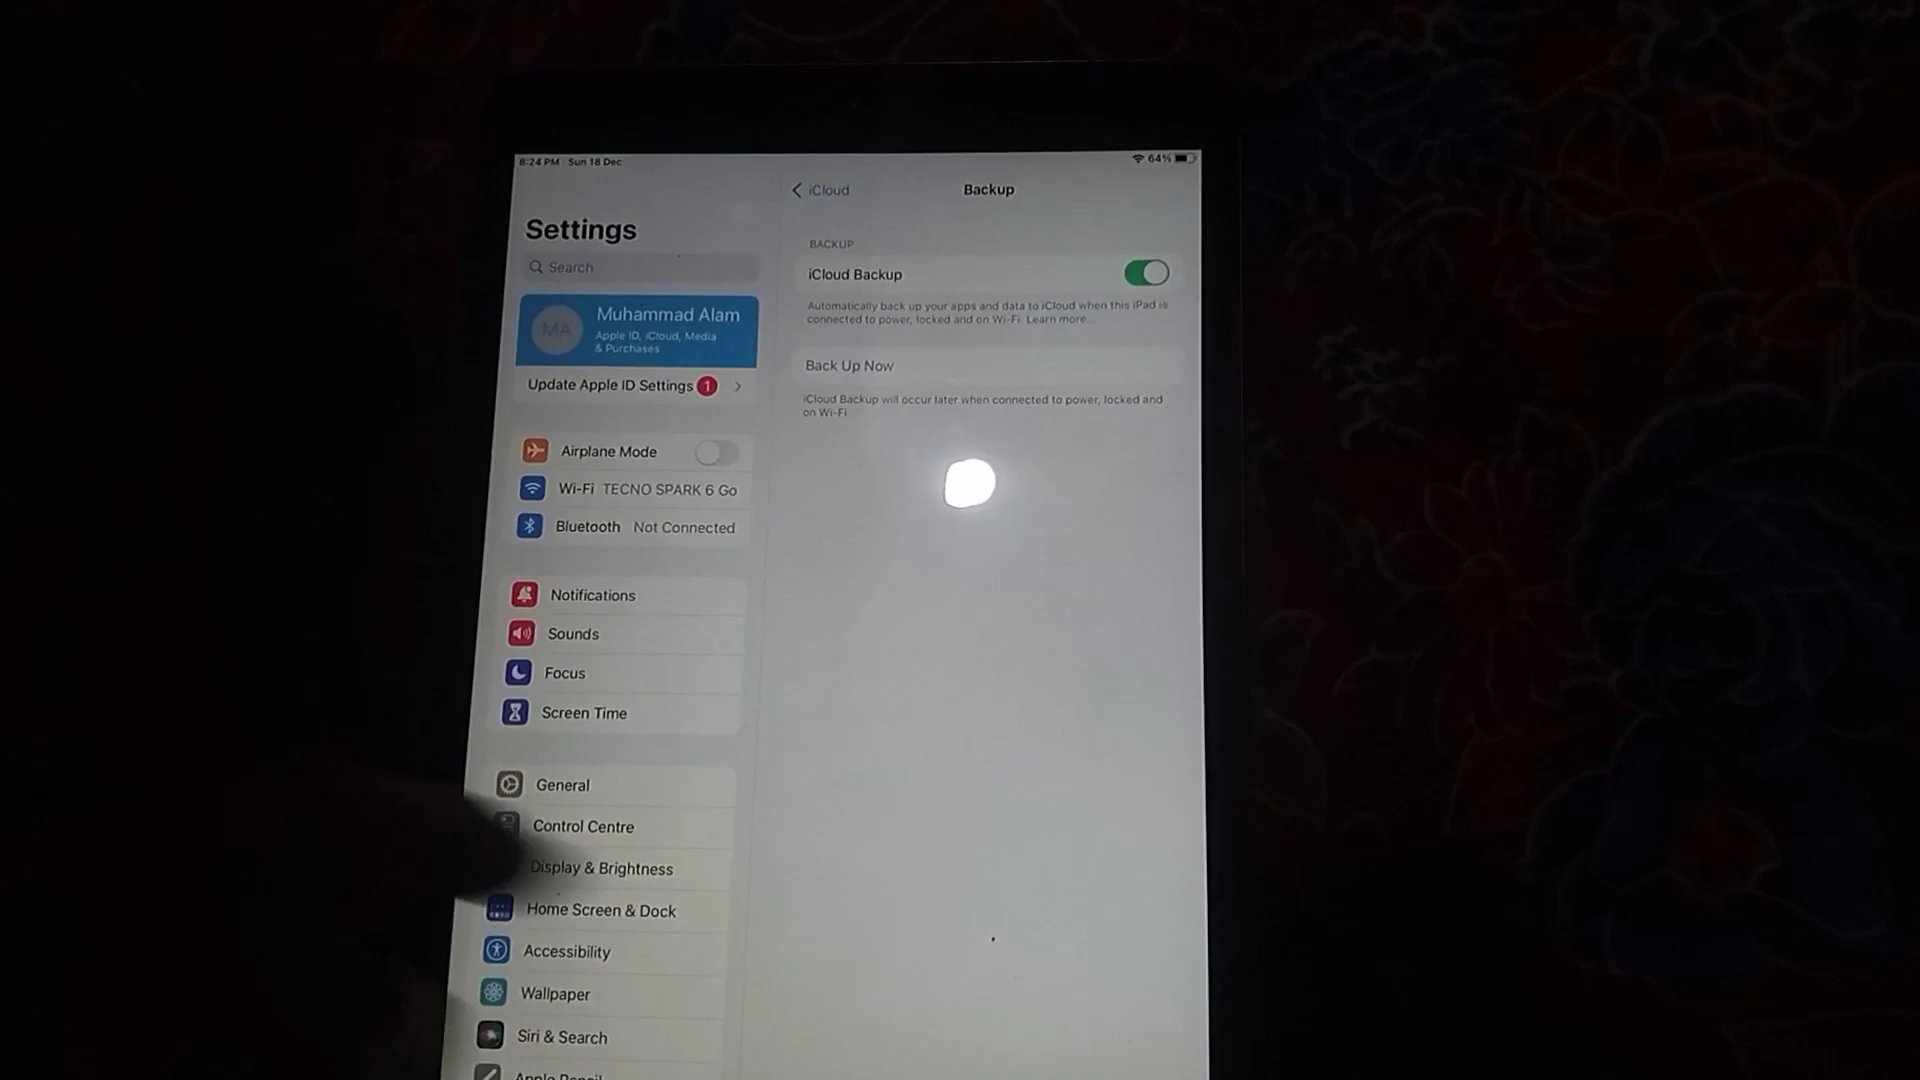 8:24 PM Sun 18 Dec
64%
Settings
Search
MA
Muhammad Alam
Apple ID, iCloud, Media
& Purchases
Update Apple ID Settings 1
Airplane Mode
Wi-Fi TECNO SPARK 6 Go
Bluetooth Not Connected
Notifications
Sounds
Focus
Screen Time
General
Control Centre
Display & Brightness
Home Screen & Dock
Accessibility
Wallpaper
Siri & Search
Apple Pencil
iCloud
Backup
BACKUP
iCloud Backup
Automatically back up your apps and data to iCloud when this iPad is
connected to power, locked and on Wi-Fi. Learn more...
Back Up Now
iCloud Backup will occur later when connected to power, locked and
on Wi-Fi.